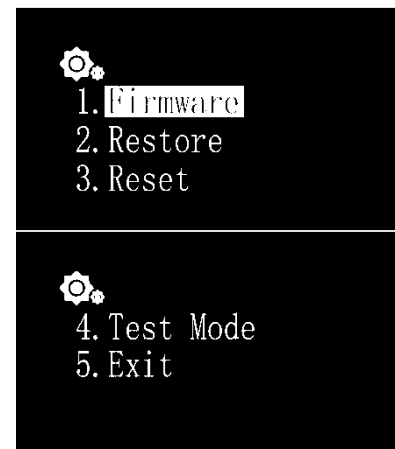 1. Firmware
2. Restore
3. Reset
4. Test Mode
5. Exit